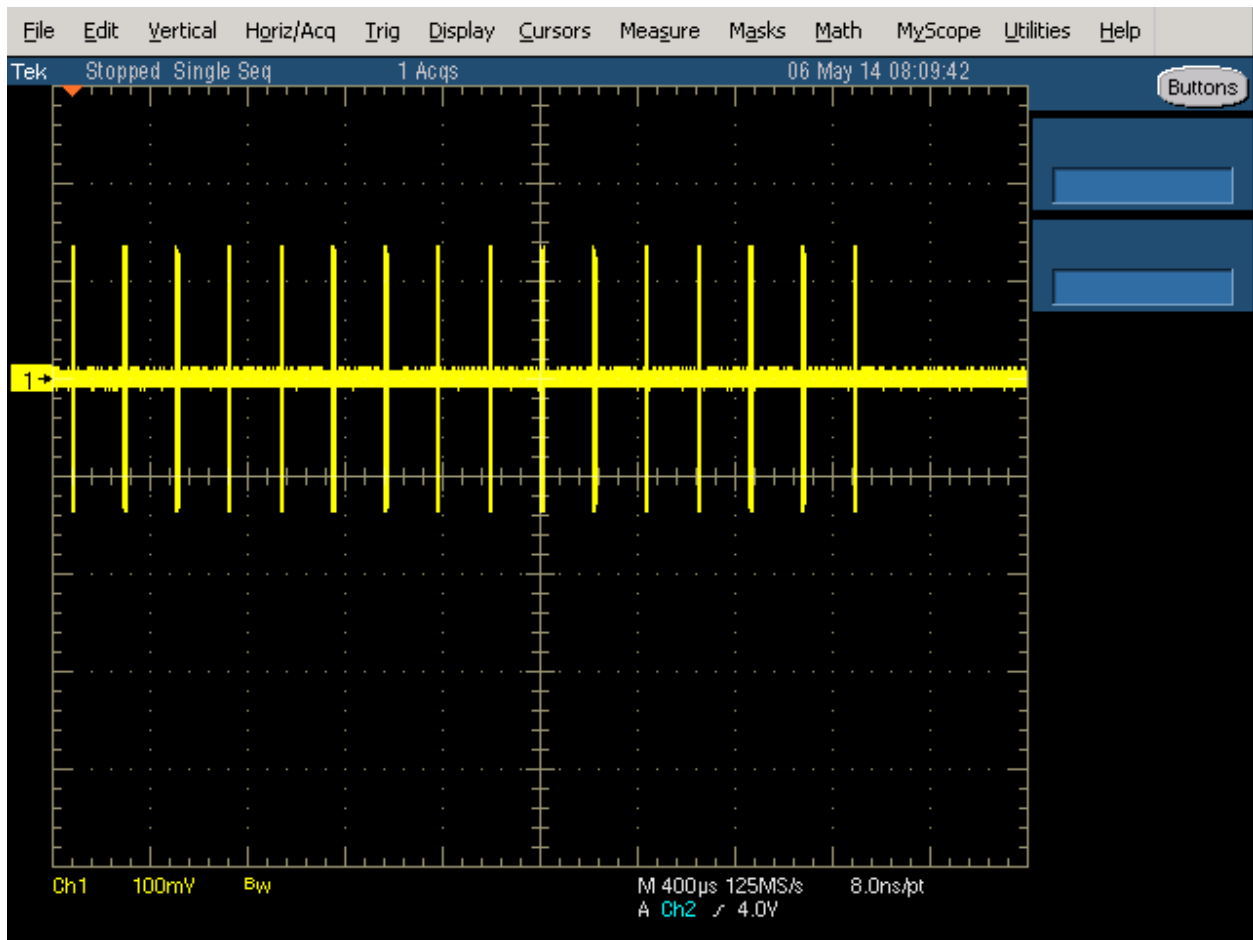 File Edit Vertical Horiz/Acq Trig Display Cursors Measure Masks Math MyScope Utilities Help
Tek Stopped Single Seq 1 Acqs 06 May 14 08:09:42 Buttons
1
Ch1 100mV Bw M 400µs 125MS/s 8.0ns/pt
A Ch2 4.0V